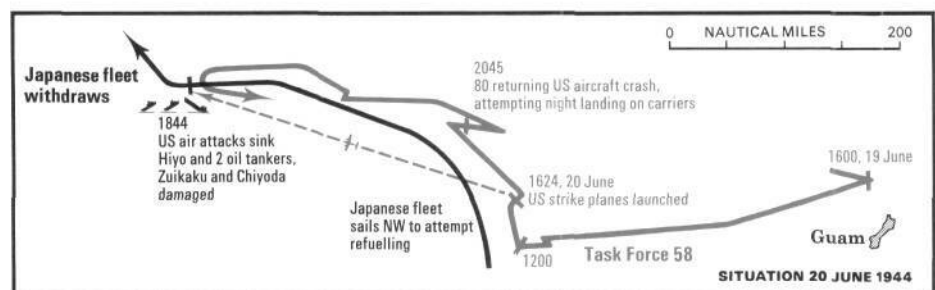 0 NAUTICAL MILES 200
Japanese fleet
withdraws
2045
80 returning US aircraft crash,
attempting night landing on carriers
1844
US air attacks sink
Hiyo and 2 oil tankers,
Zuikaku and Chiyoda
damaged
1600, 19 June
1624, 20 June
US strike planes launched
Japanese fleet
sails NW to attempt
refuelling
Guam
1200
Task Force 58
SITUATION 20 JUNE 1944